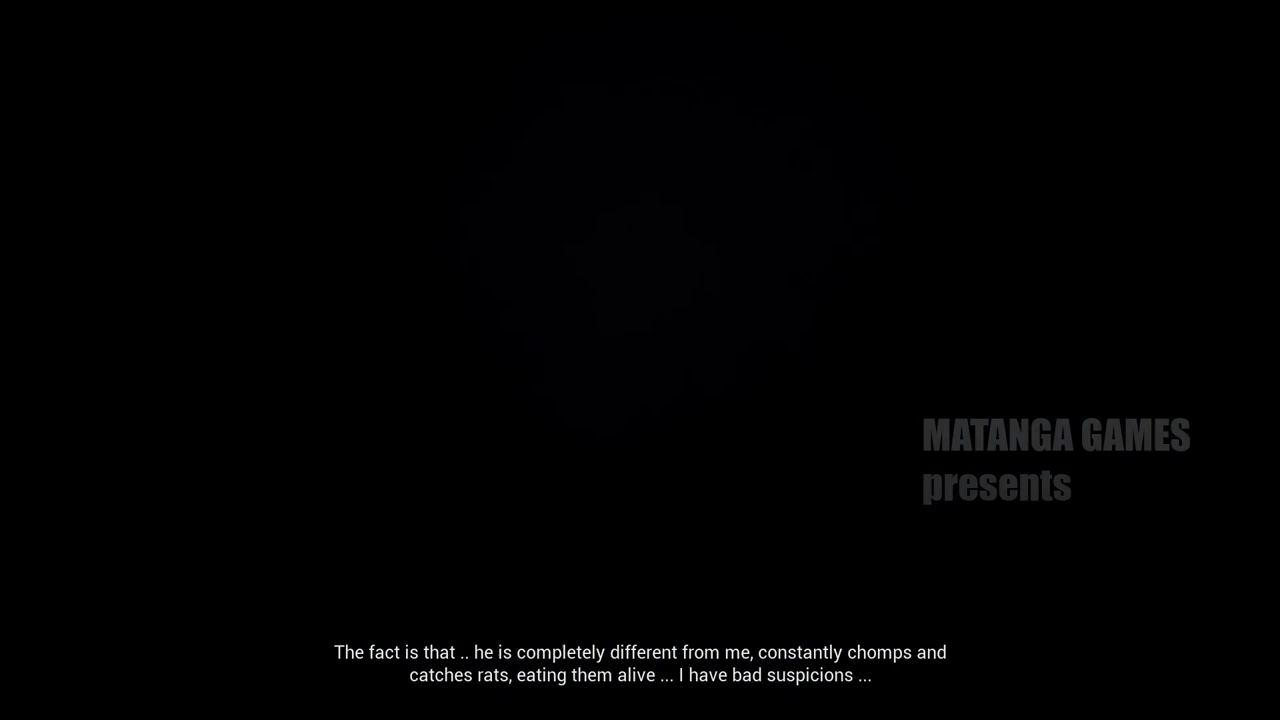 MATANGA GAMES
presents
The fact is that .. he is completely different from me, constantly chomps and
catches rats, eating them alive ... I have bad suspicions ...